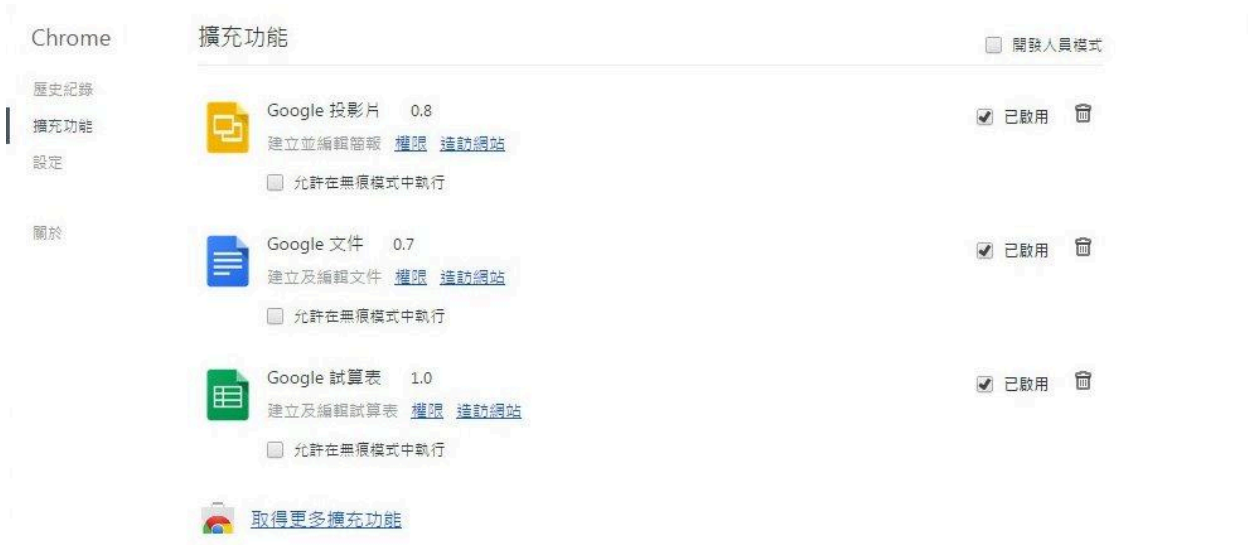 Chrome
歷史紀錄
擴充功能
設定
關於
擴充功能
開發人員模式
Google 投影片 0.8
已啟用
建立並編輯簡報 權限 造訪網站
允許在無痕模式中執行
Google 文件 0.7
已啟用
建立及編輯文件 權限 造訪網站
允許在無痕模式中執行
Google 試算表 1.0
已啟用
建立及編輯試算表 權限 造訪網站
允許在無痕模式中執行
取得更多擴充功能